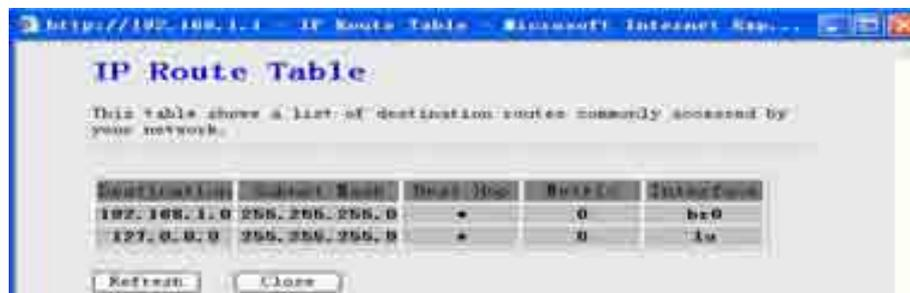 http://192.168.1.1 - IP Route Table - Microsoft Internet Exp...
IP Route Table
This table shows a list of destination routes commonly accessed by
your network.
Destination Subnet Mask Next Hop Metric Interface
192.168.1.0 255.255.255.0 * 0 br0
127.0.0.0 255.255.255.0 * 0 lo
Refresh Close